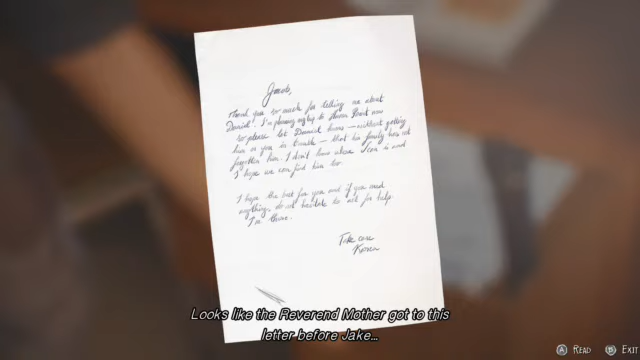 Jacob,
Thank you so much for telling me about
Daniel. I'm planning my trip to Haven Point now
so please let Daniel know – without getting
him or you in trouble – that his family has not
forgotten him. I don't know where Sean is and
I hope we can find him too.
I hope the best for you and if you need
anything, do not hesitate to ask for help.
I'm there.
Take care
Karen
Looks like the Reverend Mother got to this
letter before Jake...
A READ B EXIT